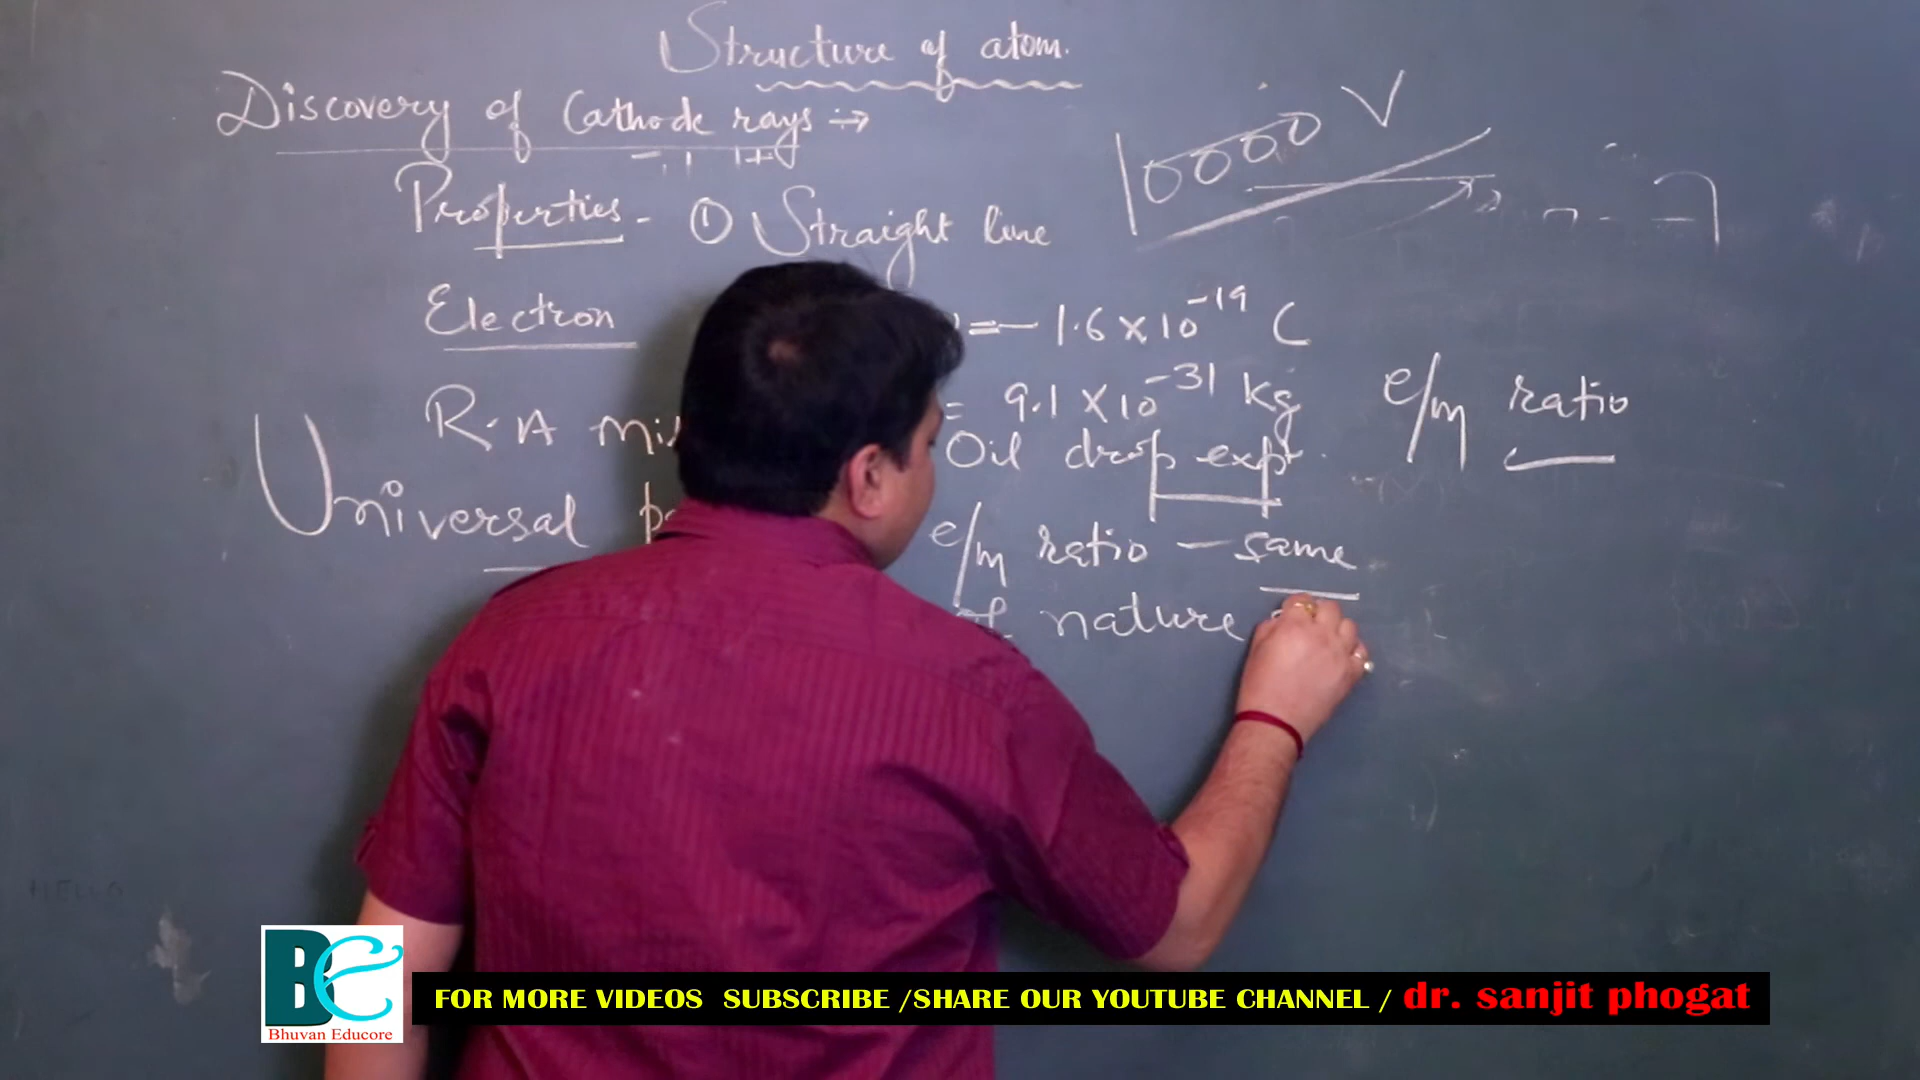 Structure of atom.
Discovery of Cathode rays →
10000 V
Properties - ① Straight line
Electron = - 1.6 × 10⁻¹⁹ C
= 9.1 × 10⁻³¹ kg e/m ratio
R.A Oil drop expt.
Universal e/m ratio - same
nature
HELLO
BE
Bhuvan Educore
FOR MORE VIDEOS SUBSCRIBE /SHARE OUR YOUTUBE CHANNEL / dr. sanjit phogat